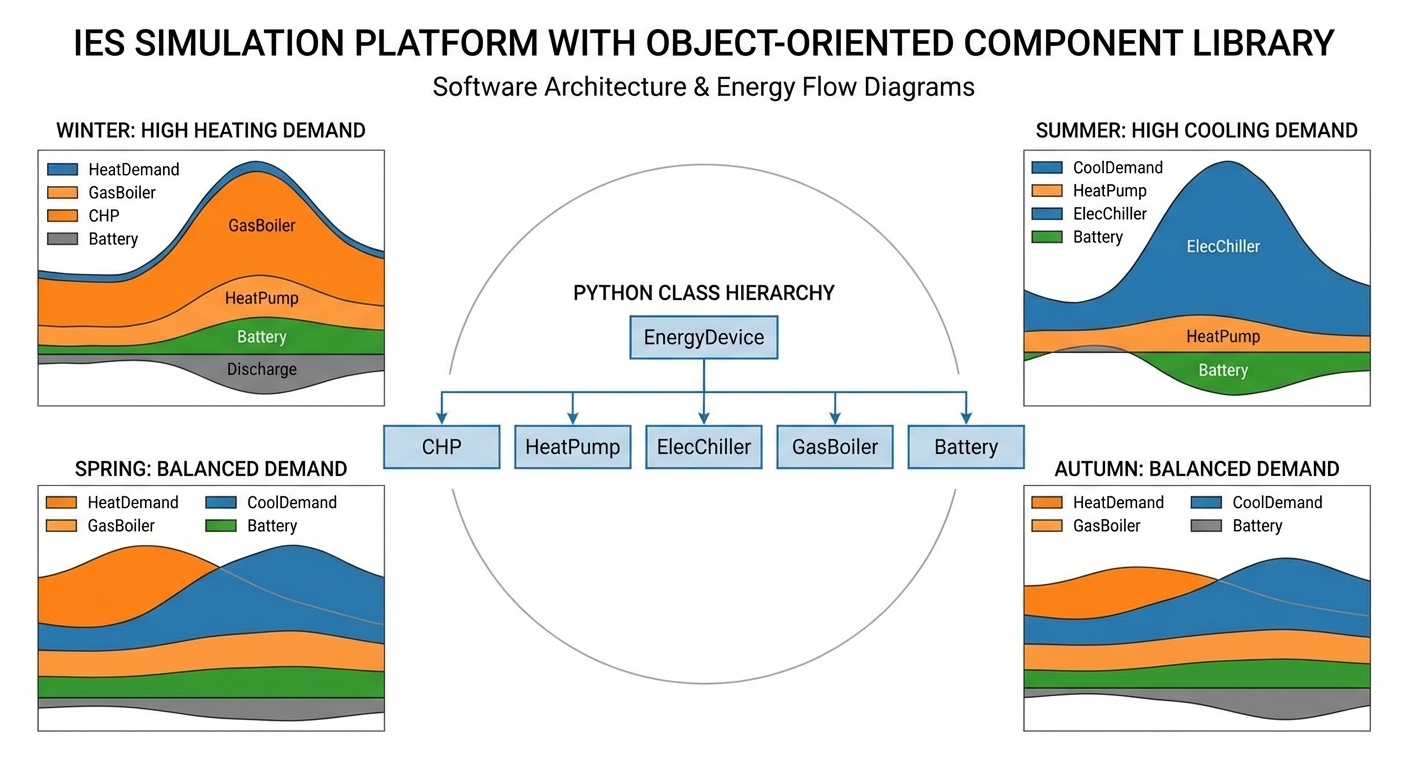 IES SIMULATION PLATFORM WITH OBJECT-ORIENTED COMPONENT LIBRARY
Software Architecture & Energy Flow Diagrams
WINTER: HIGH HEATING DEMAND
HeatDemand
GasBoiler
CHP
Battery
GasBoiler
HeatPump
Battery
Discharge
SUMMER: HIGH COOLING DEMAND
CoolDemand
HeatPump
ElecChiller
Battery
ElecChiller
HeatPump
Battery
PYTHON CLASS HIERARCHY
EnergyDevice
CHP
HeatPump
ElecChiller
GasBoiler
Battery
SPRING: BALANCED DEMAND
HeatDemand
CoolDemand
GasBoiler
Battery
AUTUMN: BALANCED DEMAND
HeatDemand
CoolDemand
GasBoiler
Battery